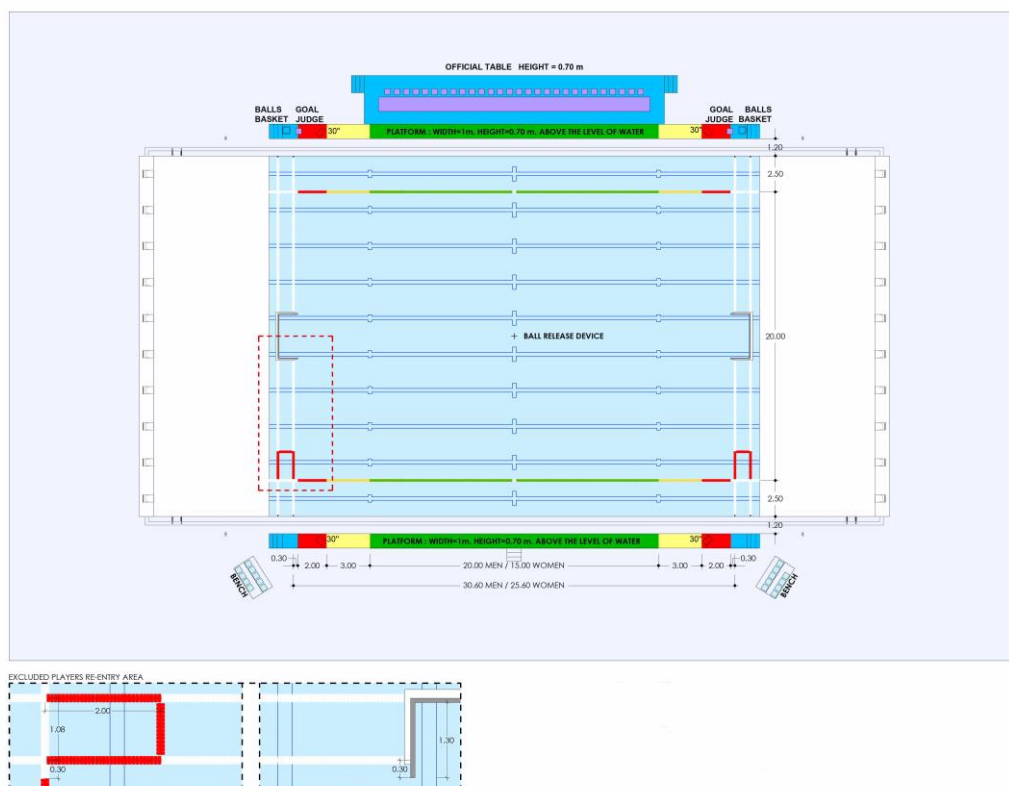 OFFICIAL TABLE HEIGHT = 0.70 m
BALLS
BASKET
GOAL
JUDGE
GOAL
JUDGE
BALLS
BASKET
30"
PLATFORM : WIDTH=1m. HEIGHT=0.70 m. ABOVE THE LEVEL OF WATER
30"
1.20
2.50
BALL RELEASE DEVICE
20.00
2.50
1.20
30"
PLATFORM : WIDTH=1m. HEIGHT=0.70 m. ABOVE THE LEVEL OF WATER
30"
0.30
2.00
3.00
20.00 MEN / 15.00 WOMEN
3.00
2.00
0.30
BENCH
30.60 MEN / 25.60 WOMEN
BENCH
EXCLUDED PLAYERS RE-ENTRY AREA
2.00
1.08
0.30
1.30
0.30